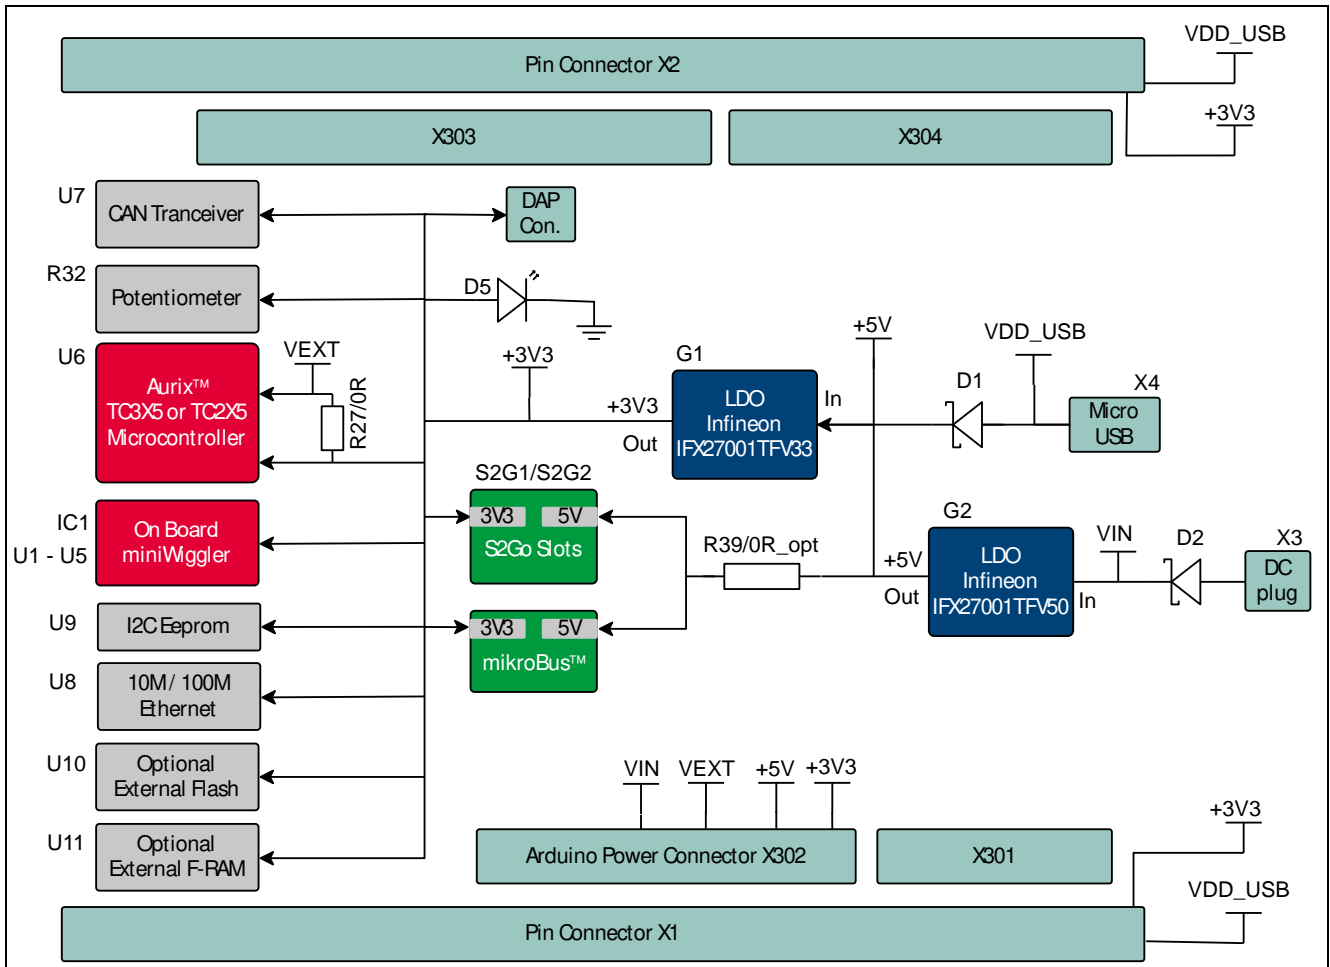 VDD_USB
Pin Connector X2
+3V3
X303
X304
U7
CAN Tranceiver
DAP
Con.
R32
Potentiometer
D5
U6
Aurix™
TC3X5 or TC2X5
Microcontroller
VEXT
R27/0R
+3V3
+3V3
Out
G1
LDO
Infineon
IFX27001TFV33
In
+5V
D1
VDD_USB
X4
Micro
USB
IC1
U1 - U5
On Board
miniWiggler
S2G1/S2G2
3V3
5V
S2Go Slots
R39/0R_opt
+5V
Out
G2
LDO
Infineon
IFX27001TFV50
In
VIN
D2
X3
DC
plug
U9
I2C Eeprom
3V3
5V
mikroBus™
U8
10M / 100M
Ethernet
U10
Optional
External Flash
U11
Optional
External F-RAM
VIN
VEXT
+5V
+3V3
Arduino Power Connector X302
X301
+3V3
VDD_USB
Pin Connector X1